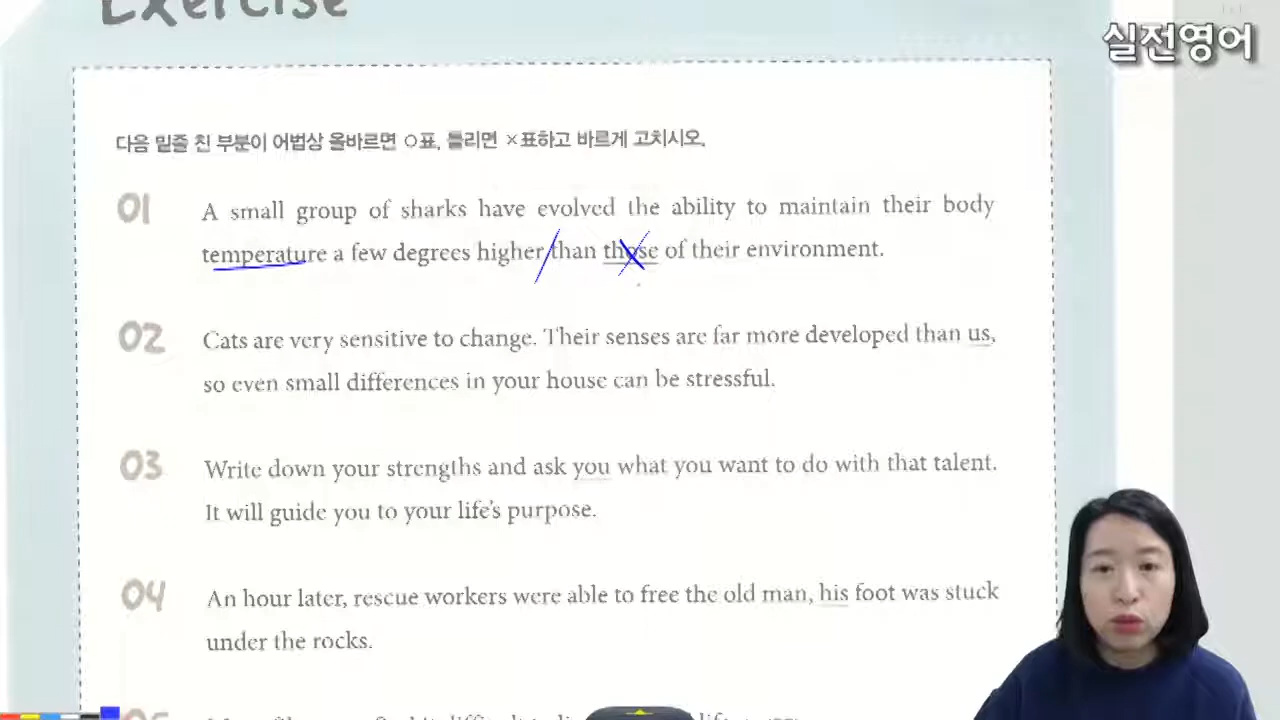 Exercise
실전영어
다음 밑줄 친 부분이 어법상 올바르면 ○표, 틀리면 ×표하고 바르게 고치시오.
01 A small group of sharks have evolved the ability to maintain their body
temperature a few degrees higher than those of their environment.
02 Cats are very sensitive to change. Their senses are far more developed than us,
so even small differences in your house can be stressful.
03 Write down your strengths and ask you what you want to do with that talent.
It will guide you to your life's purpose.
04 An hour later, rescue workers were able to free the old man, his foot was stuck
under the rocks.